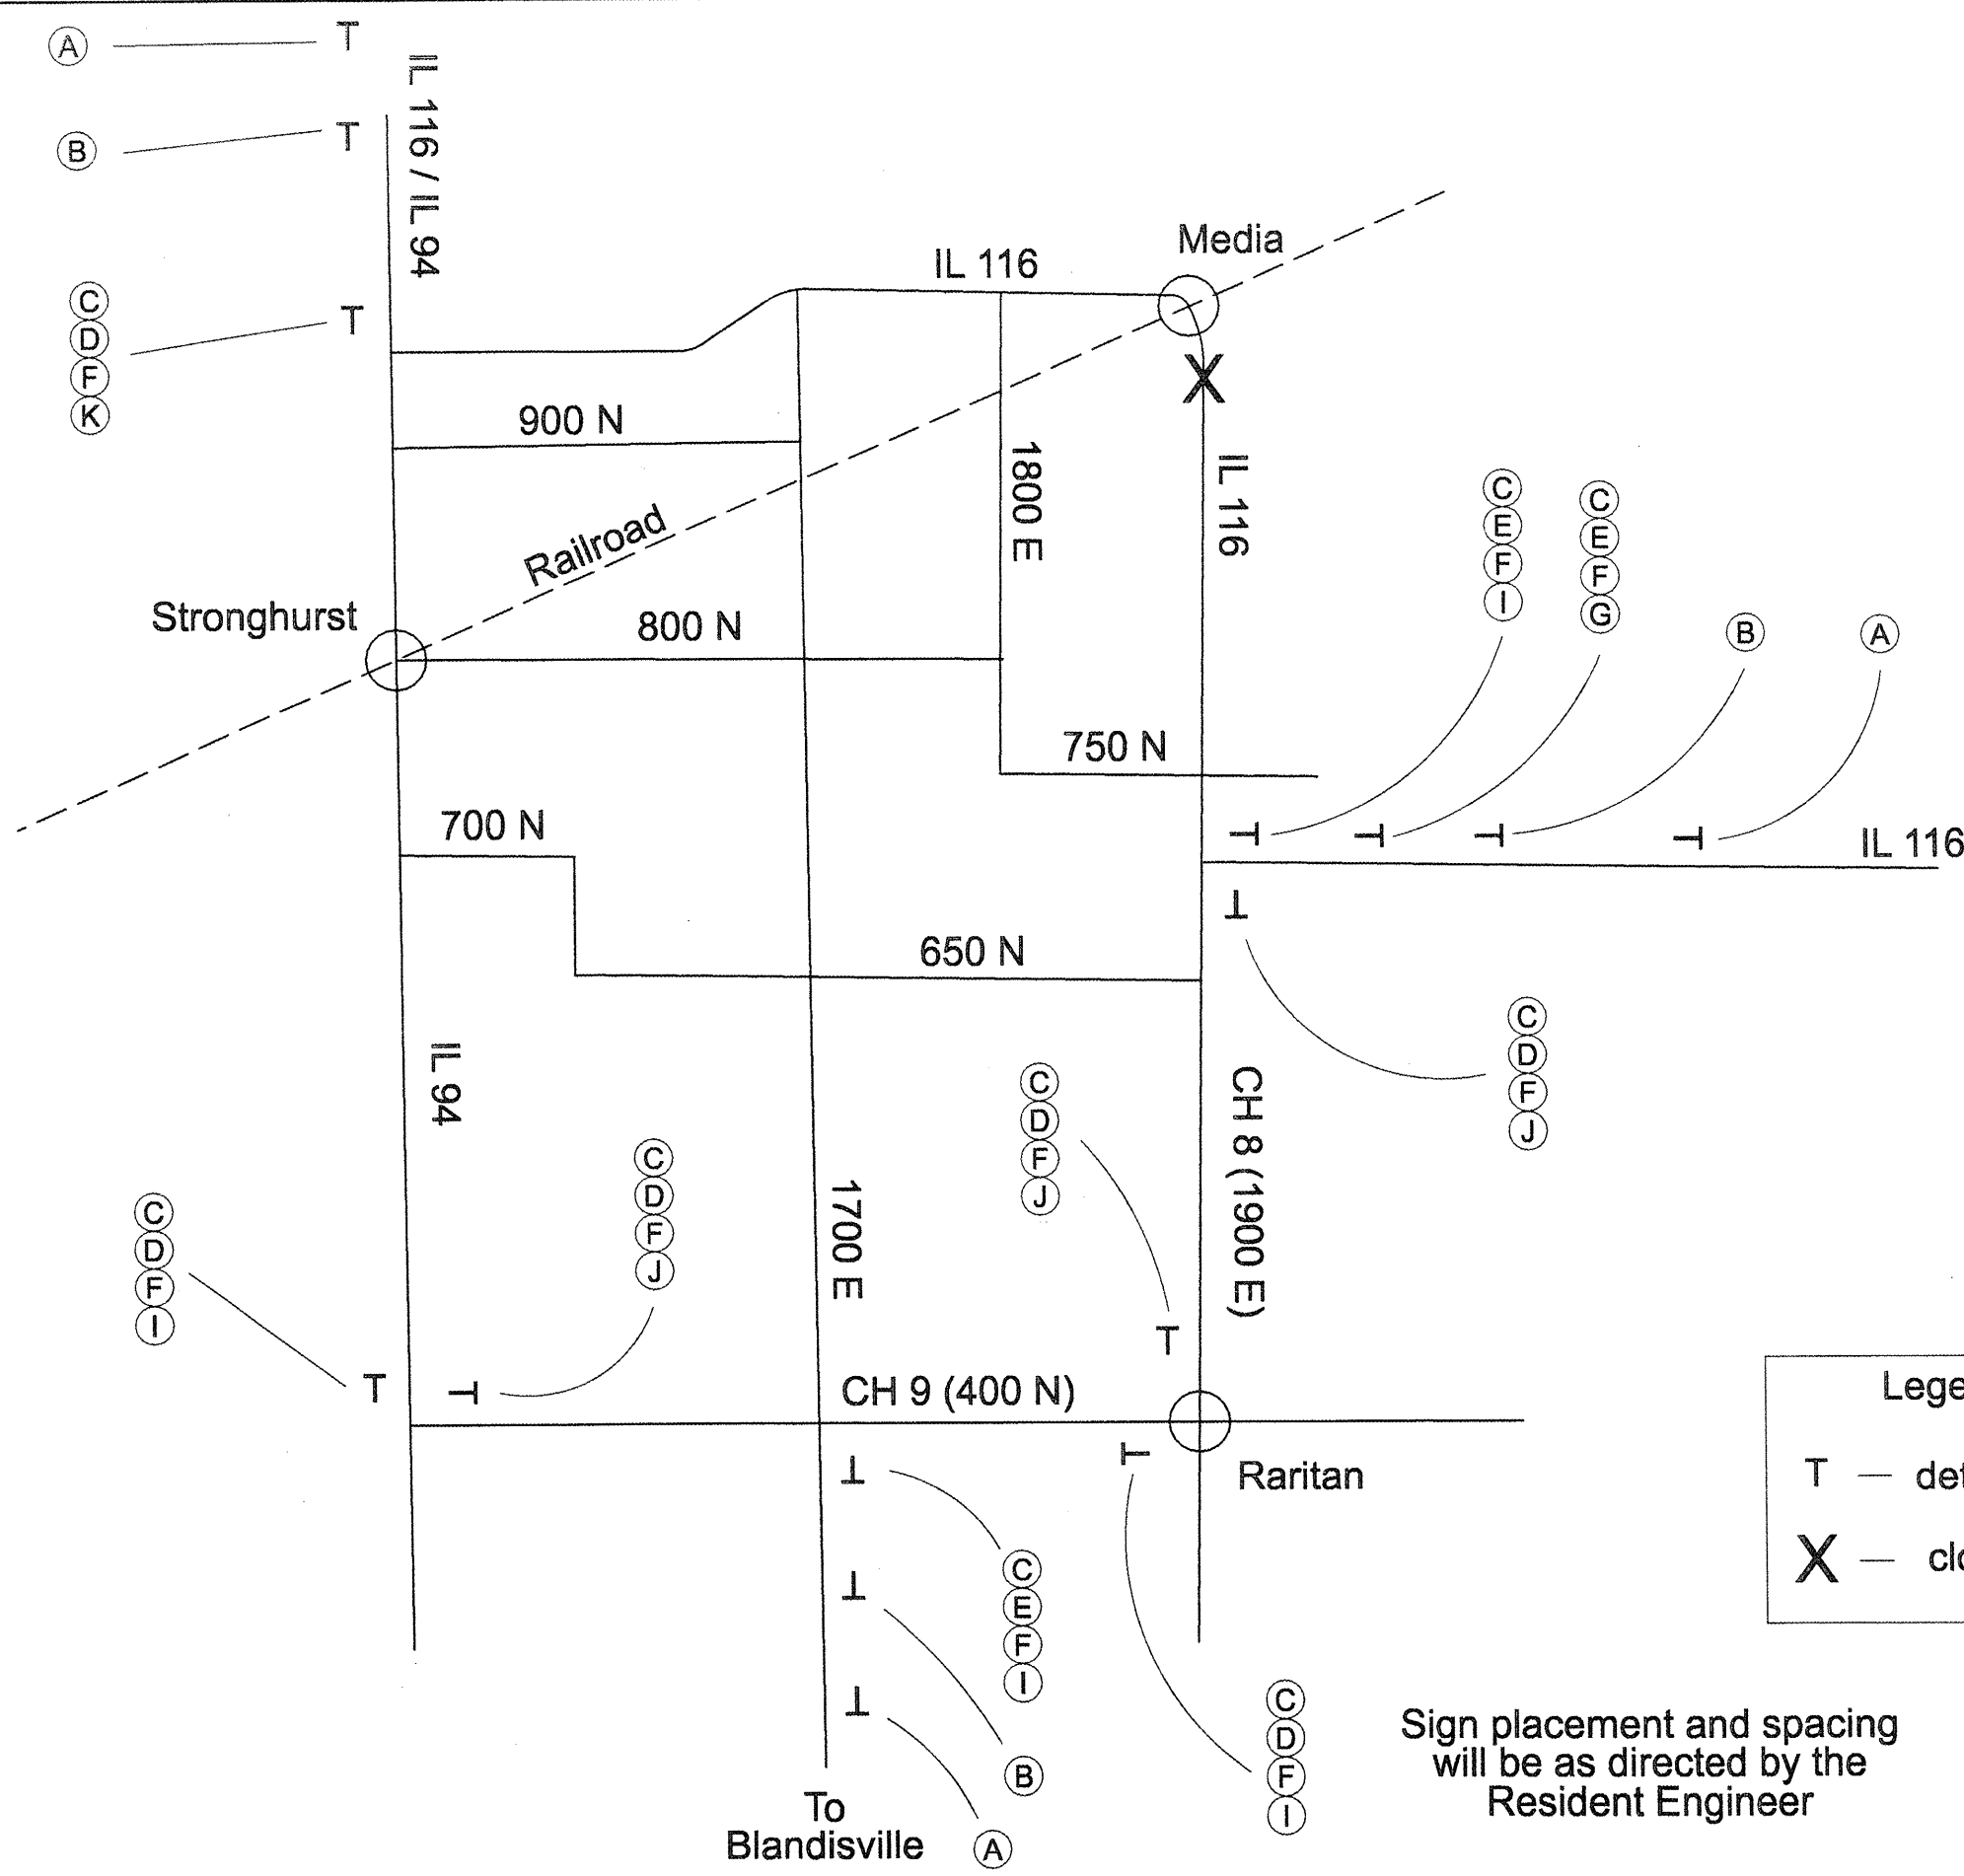 A
T
IL 116 / IL 94
B
T
Media
IL 116
C
D
F
K
T
900 N
1800 E
IL 116
X
Railroad
Stronghurst
800 N
C
E
F
I
C
E
F
G
B
A
750 N
700 N
T
T
T
T
IL 116
T
650 N
C
D
F
J
IL 94
C
D
F
J
CH 8 (1900 E)
C
D
F
J
1700 E
C
D
F
I
T
T
T
CH 9 (400 N)
Raritan
T
T
C
E
F
I
T
T
B
C
D
F
I
To
Blandisville
A
T —
X —
Sign placement and spacing
will be as directed by the
Resident Engineer